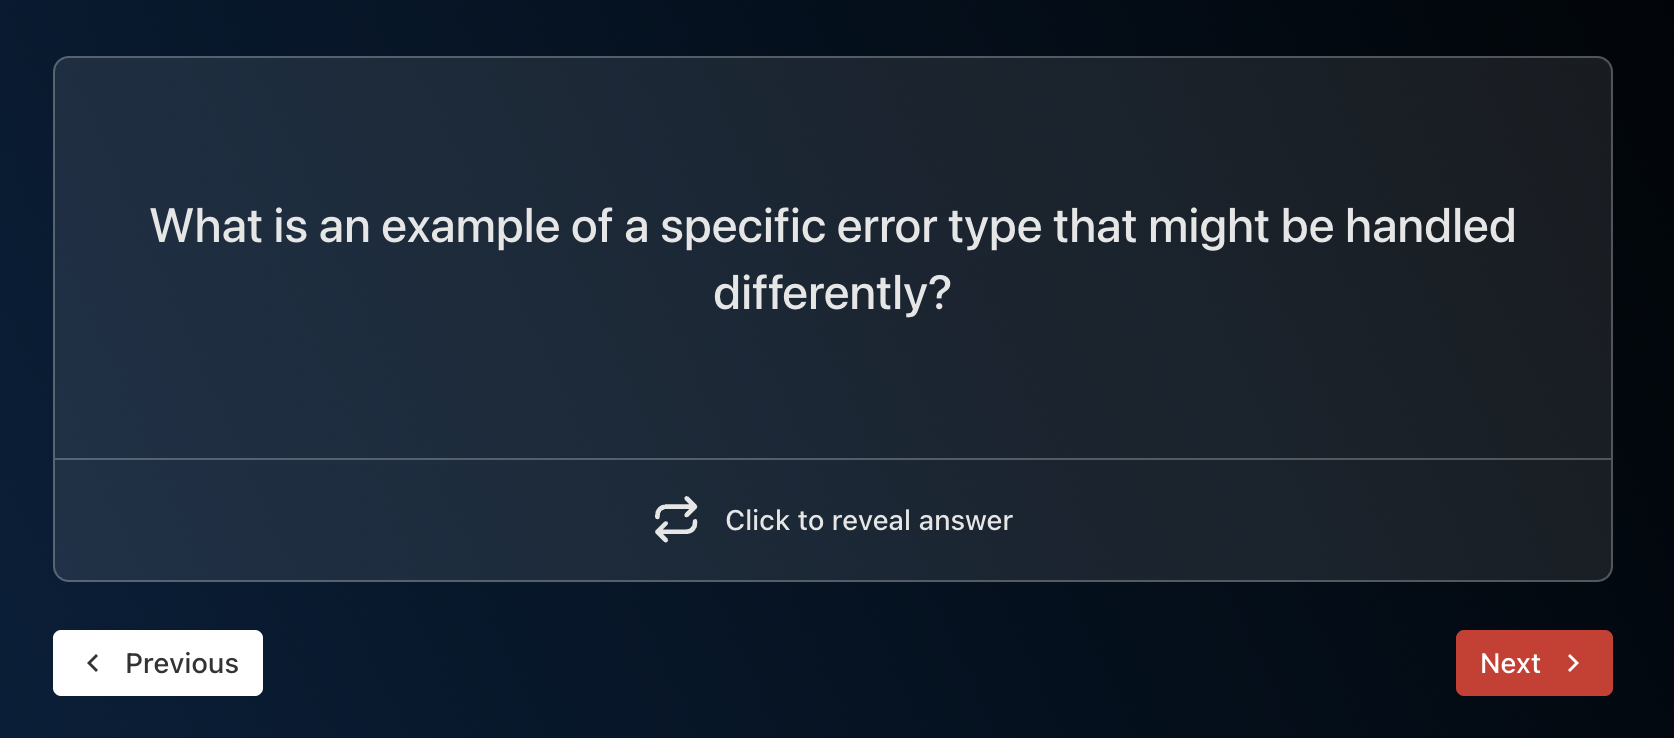 What is an example of a specific error type that might be handled
differently?
Click to reveal answer
Previous
Next